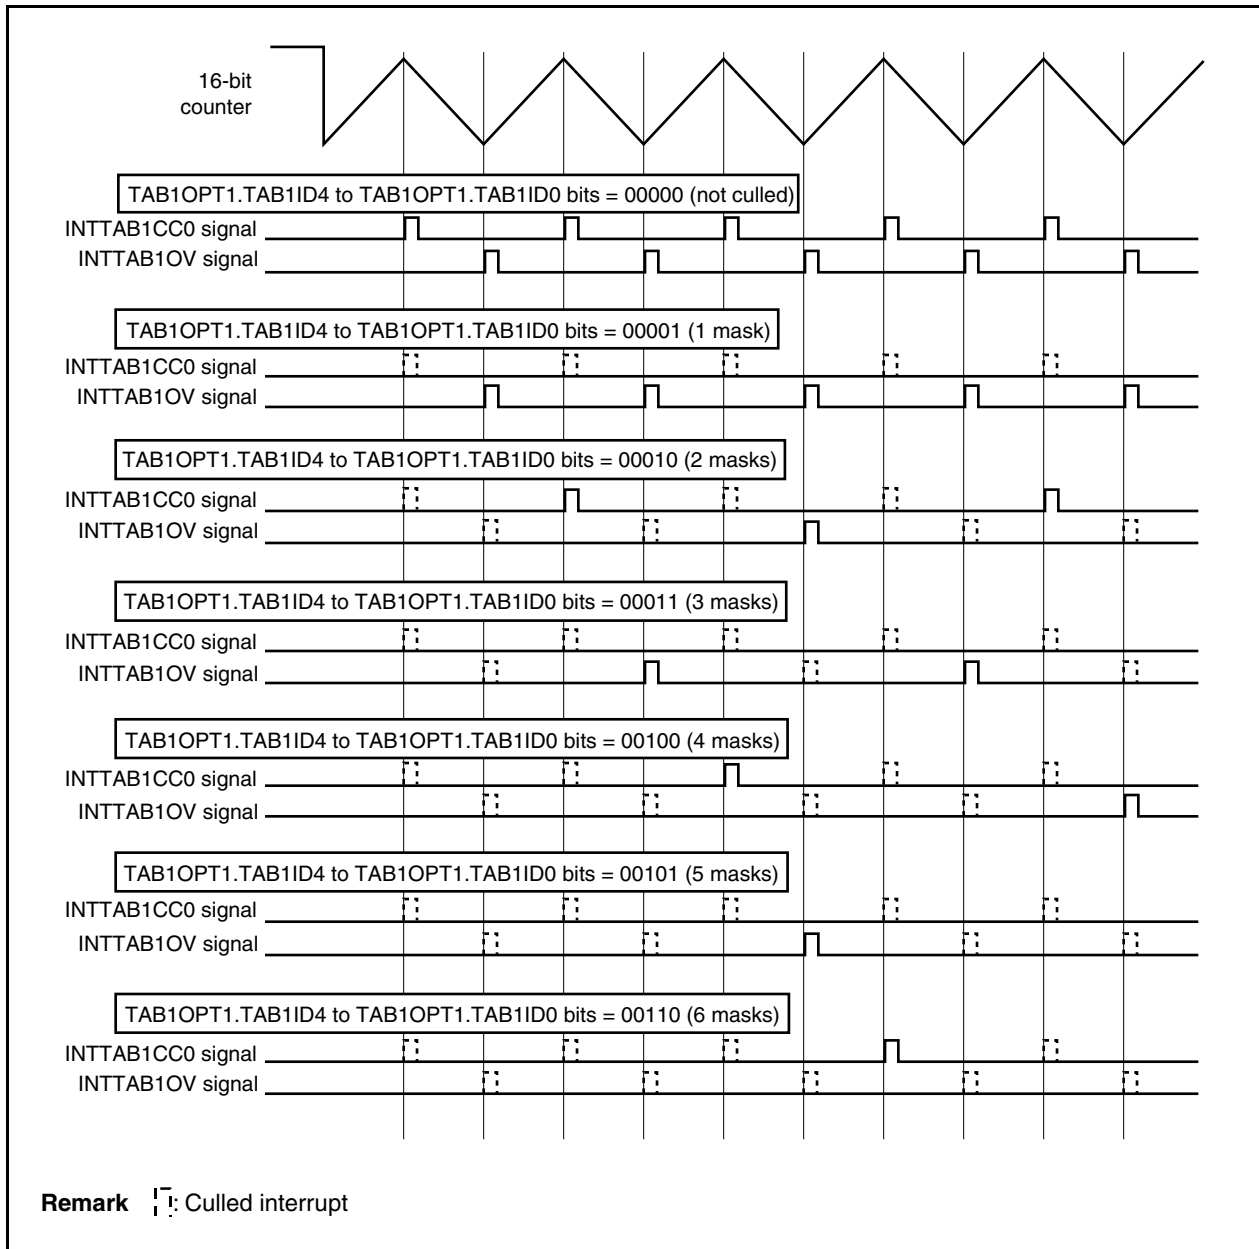 16-bit
counter
TAB1OPT1.TAB1ID4 to TAB1OPT1.TAB1ID0 bits = 00000 (not culled)
INTTAB1CC0 signal
INTTAB1OV signal
TAB1OPT1.TAB1ID4 to TAB1OPT1.TAB1ID0 bits = 00001 (1 mask)
INTTAB1CC0 signal
INTTAB1OV signal
TAB1OPT1.TAB1ID4 to TAB1OPT1.TAB1ID0 bits = 00010 (2 masks)
INTTAB1CC0 signal
INTTAB1OV signal
TAB1OPT1.TAB1ID4 to TAB1OPT1.TAB1ID0 bits = 00011 (3 masks)
INTTAB1CC0 signal
INTTAB1OV signal
TAB1OPT1.TAB1ID4 to TAB1OPT1.TAB1ID0 bits = 00100 (4 masks)
INTTAB1CC0 signal
INTTAB1OV signal
TAB1OPT1.TAB1ID4 to TAB1OPT1.TAB1ID0 bits = 00101 (5 masks)
INTTAB1CC0 signal
INTTAB1OV signal
TAB1OPT1.TAB1ID4 to TAB1OPT1.TAB1ID0 bits = 00110 (6 masks)
INTTAB1CC0 signal
INTTAB1OV signal
Remark : Culled interrupt